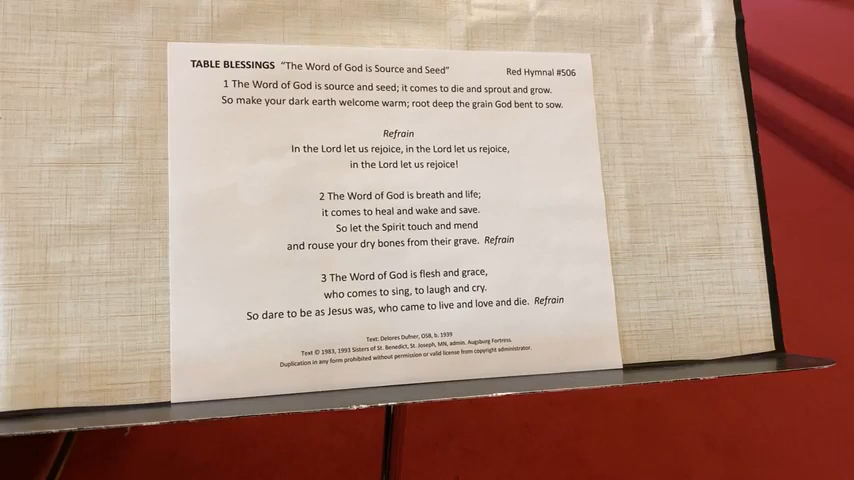 TABLE BLESSINGS "The Word of God is Source and Seed" Red Hymnal #506
1 The Word of God is source and seed; it comes to die and sprout and grow.
So make your dark earth welcome warm; root deep the grain God bent to sow.
Refrain
In the Lord let us rejoice, in the Lord let us rejoice,
in the Lord let us rejoice!
2 The Word of God is breath and life;
it comes to heal and wake and save.
So let the Spirit touch and mend
and rouse your dry bones from their grave. Refrain
3 The Word of God is flesh and grace,
who comes to sing, to laugh and cry.
So dare to be as Jesus was, who came to live and love and die. Refrain
Text: Delores Dufner, OSB, b. 1939
Text © 1983, 1993 Sisters of St. Benedict, St. Joseph, MN, admin. Augsburg Fortress.
Duplication in any form prohibited without permission or valid license from copyright administrator.